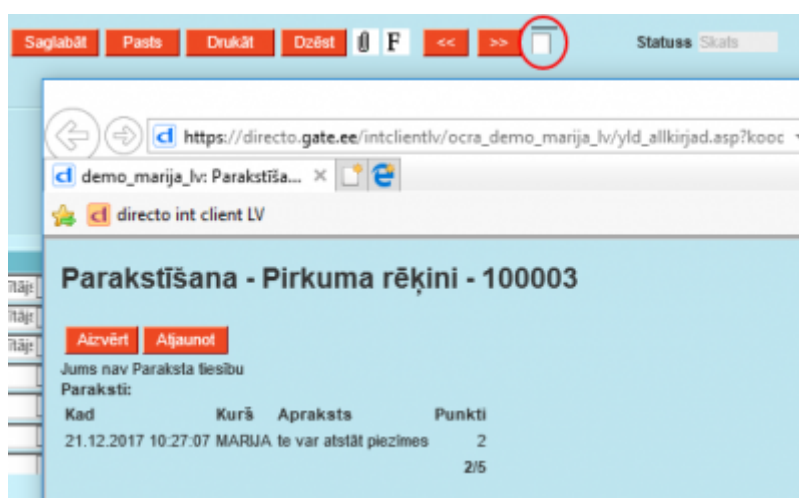 Saglabāt Pasts Drukāt Dzēst F << >> Statuss Skats
https://directo.gate.ee/intclientlv/ocra_demo_marija_lv/yld_allkirjad.asp?kooc
demo_marija_lv: Parakstīša... ×
directo int client LV
Parakstīšana - Pirkuma rēķini - 100003
Aizvērt Atjaunot
Jums nav Paraksta tiesību
Paraksti:
Kad Kurš Apraksts Punkti
21.12.2017 10:27:07 MARIJA te var atstāt piezīmes 2
2/5